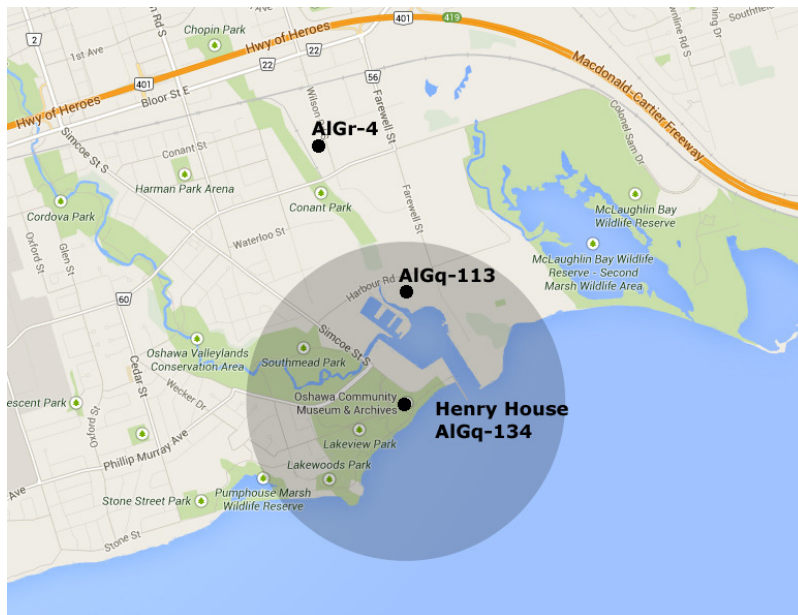 2
Chopin Park
Hwy of Heroes
401
419
Southfield
1st Ave
22
22
56
401
Bloor St E
Hwy of Heroes
Macdonald-Cartier Freeway
Simcoe St S
Wilson
Farewell St
AlGr-4
Conant St
Colonel Sam Dr
Harman Park Arena
Cordova Park
Conant Park
McLaughlin Bay
Wildlife Reserve
Oxford St
Glen St
Waterloo St
Farewell St
McLaughlin Bay Wildlife
Reserve - Second
Marsh Wildlife Area
AlGq-113
Harbour Rd
60
Simcoe St S
Oshawa Valleylands
Conservation Area
Southmead Park
Cedar St
Wecker Dr
Oshawa Community
Museum & Archives
escent Park
Oxford
Henry House
AlGq-134
Lakeview Park
Phillip Murray Ave
Lakewoods Park
Ave
Stone Street Park
Pumphouse Marsh
Wildlife Reserve
Stone St